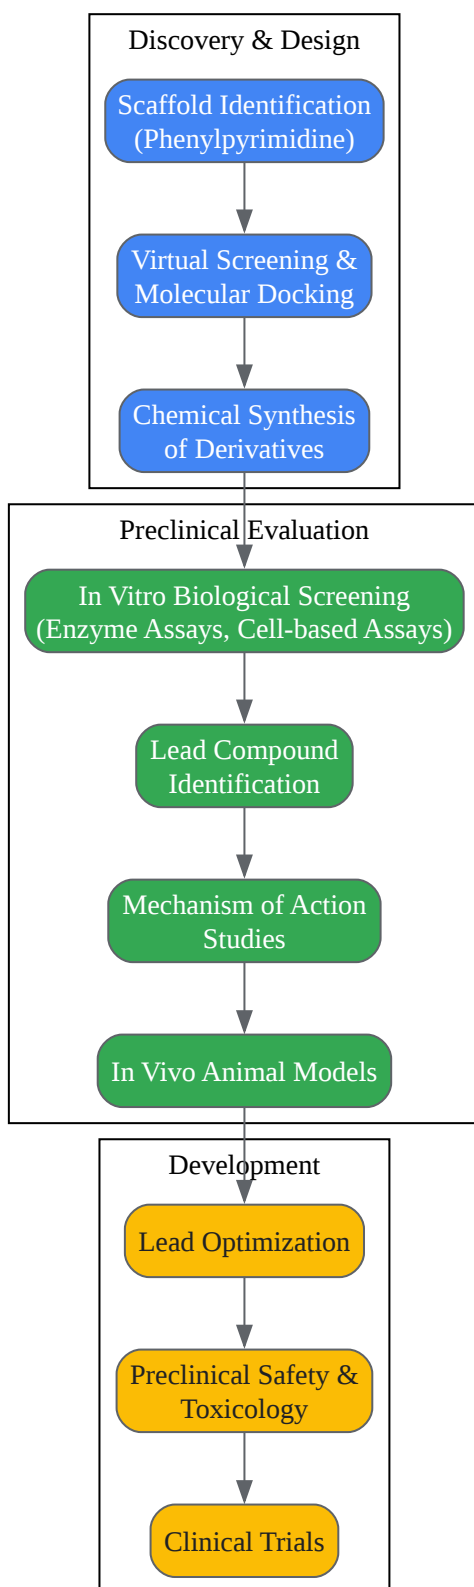 Discovery & Design
Scaffold Identification
(Phenylpyrimidine)
Virtual Screening &
Molecular Docking
Chemical Synthesis
of Derivatives
Preclinical Evaluation
In Vitro Biological Screening
(Enzyme Assays, Cell-based Assays)
Lead Compound
Identification
Mechanism of Action
Studies
In Vivo Animal Models
Development
Lead Optimization
Preclinical Safety &
Toxicology
Clinical Trials